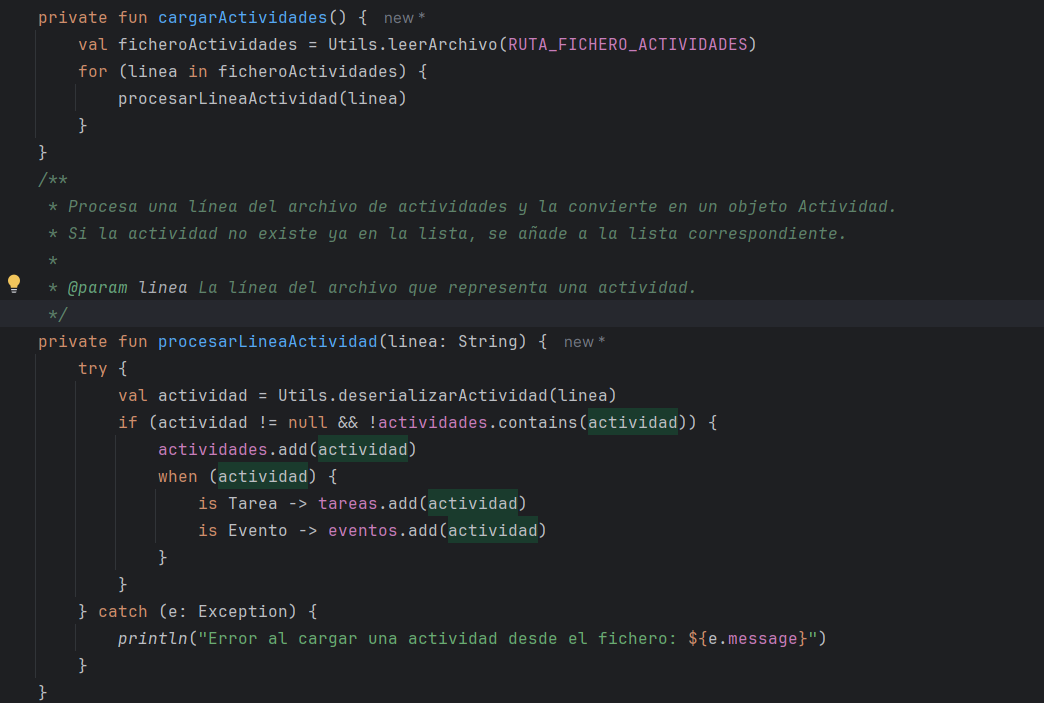 private fun cargarActividades() { new *
    val ficheroActividades = Utils.leerArchivo(RUTA_FICHERO_ACTIVIDADES)
    for (linea in ficheroActividades) {
        procesarLineaActividad(linea)
    }
}
/**
 * Procesa una línea del archivo de actividades y la convierte en un objeto Actividad.
 * Si la actividad no existe ya en la lista, se añade a la lista correspondiente.
 *
 * @param linea La línea del archivo que representa una actividad.
 */
private fun procesarLineaActividad(linea: String) { new *
    try {
        val actividad = Utils.deserializarActividad(linea)
        if (actividad != null && !actividades.contains(actividad)) {
            actividades.add(actividad)
            when (actividad) {
                is Tarea -> tareas.add(actividad)
                is Evento -> eventos.add(actividad)
            }
        }
    } catch (e: Exception) {
        println("Error al cargar una actividad desde el fichero: ${e.message}")
    }
}